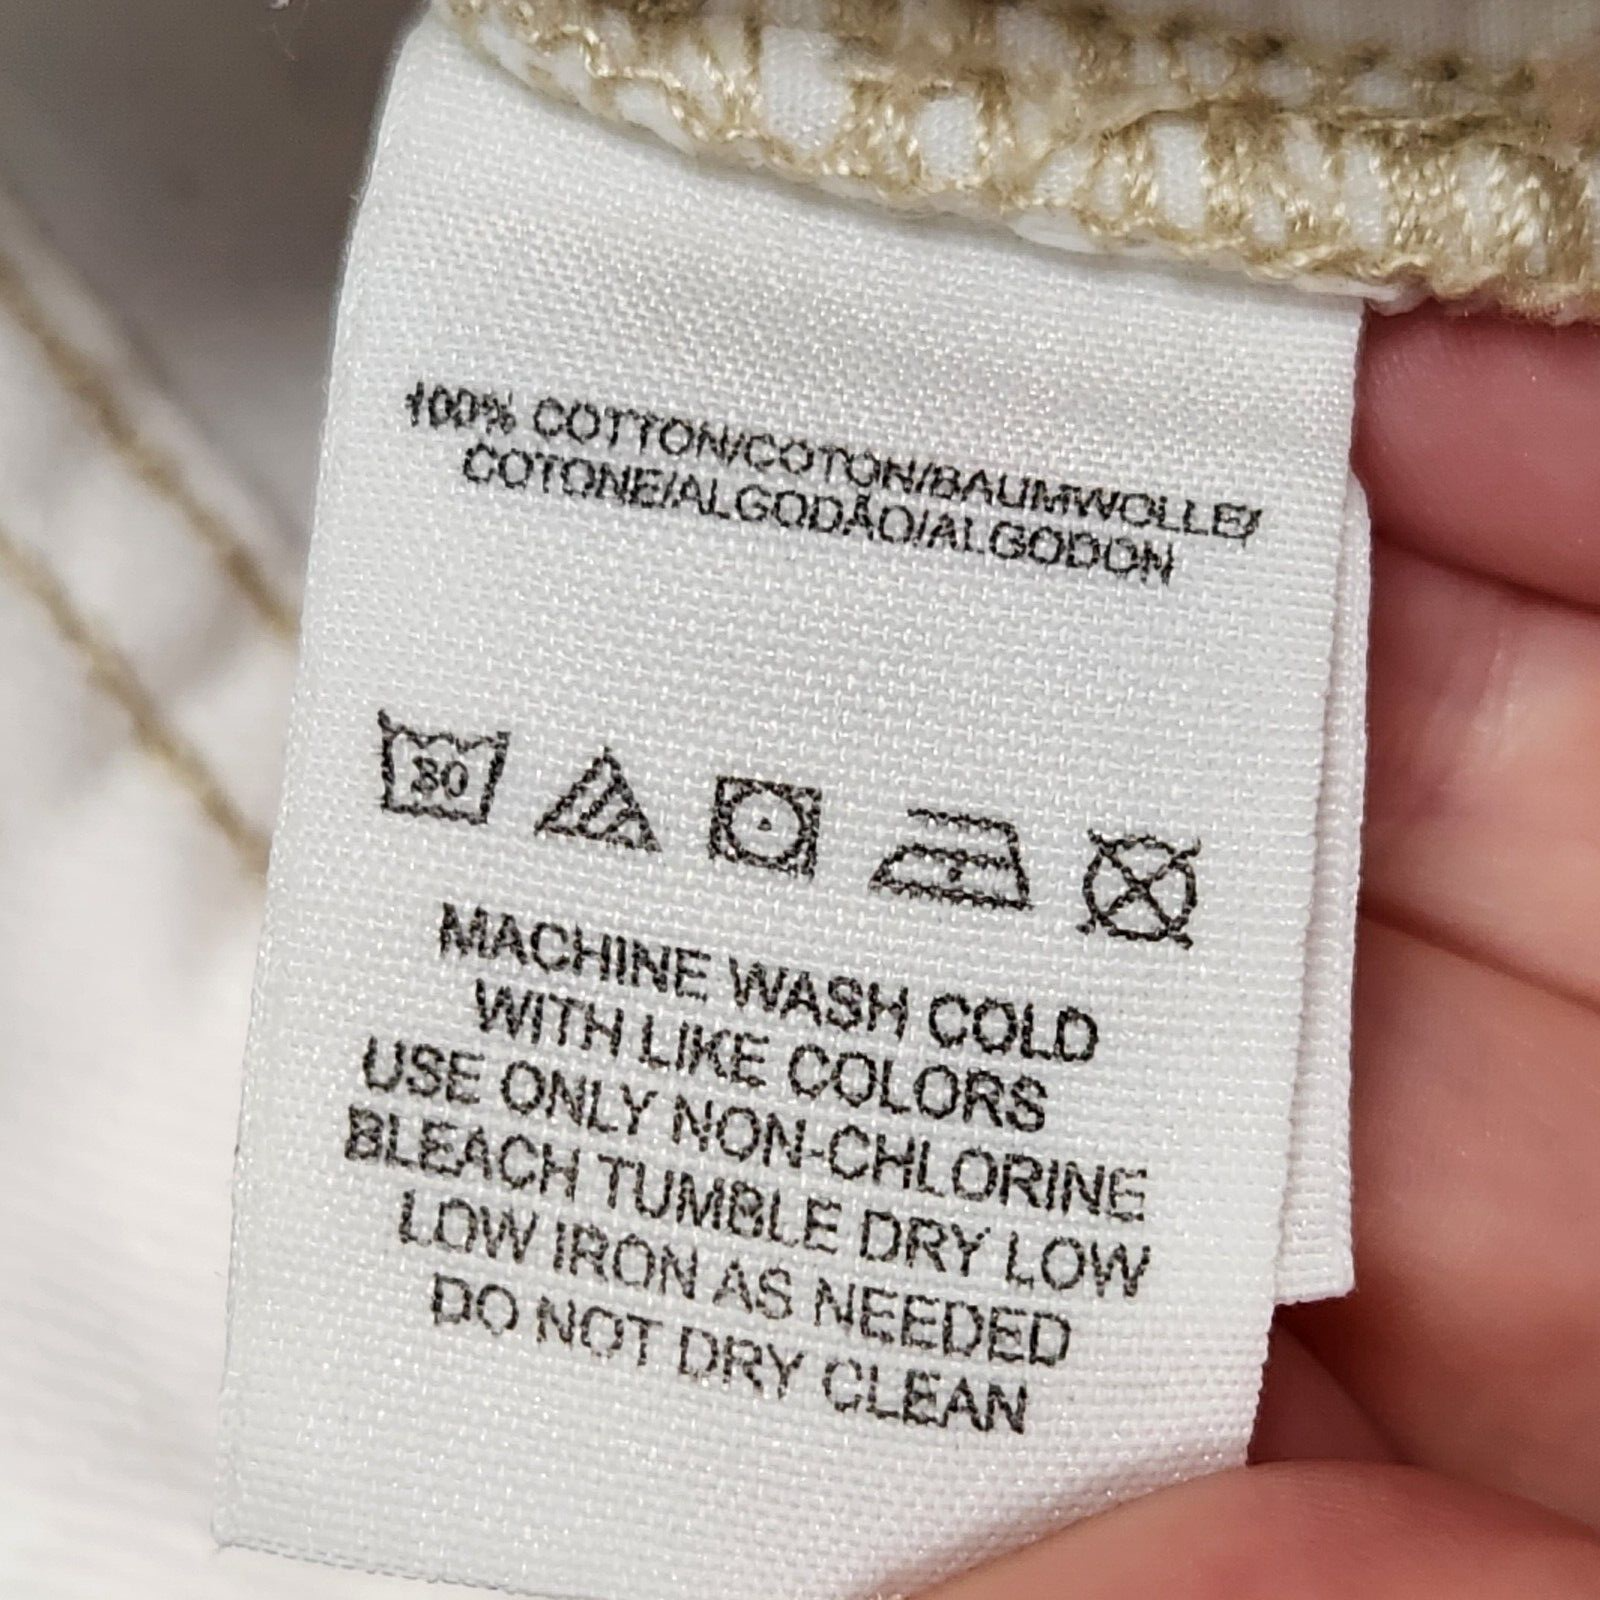 100% COTTON/COTON/BAUMWOLLE/
COTONE/ALGODÃO/ALGODON
30
MACHINE WASH COLD
WITH LIKE COLORS
USE ONLY NON-CHLORINE
BLEACH TUMBLE DRY LOW
LOW IRON AS NEEDED
DO NOT DRY CLEAN